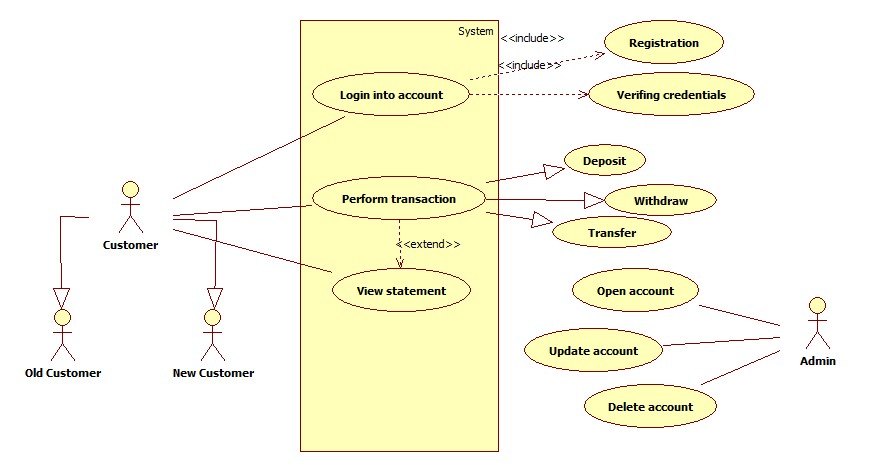 System
<<include>>
Registration
<<include>>
Login into account
Verifing credentials
Deposit
Perform transaction
Withdraw
Transfer
Customer
<<extend>>
View statement
Open account
Update account
Admin
Old Customer
New Customer
Delete account